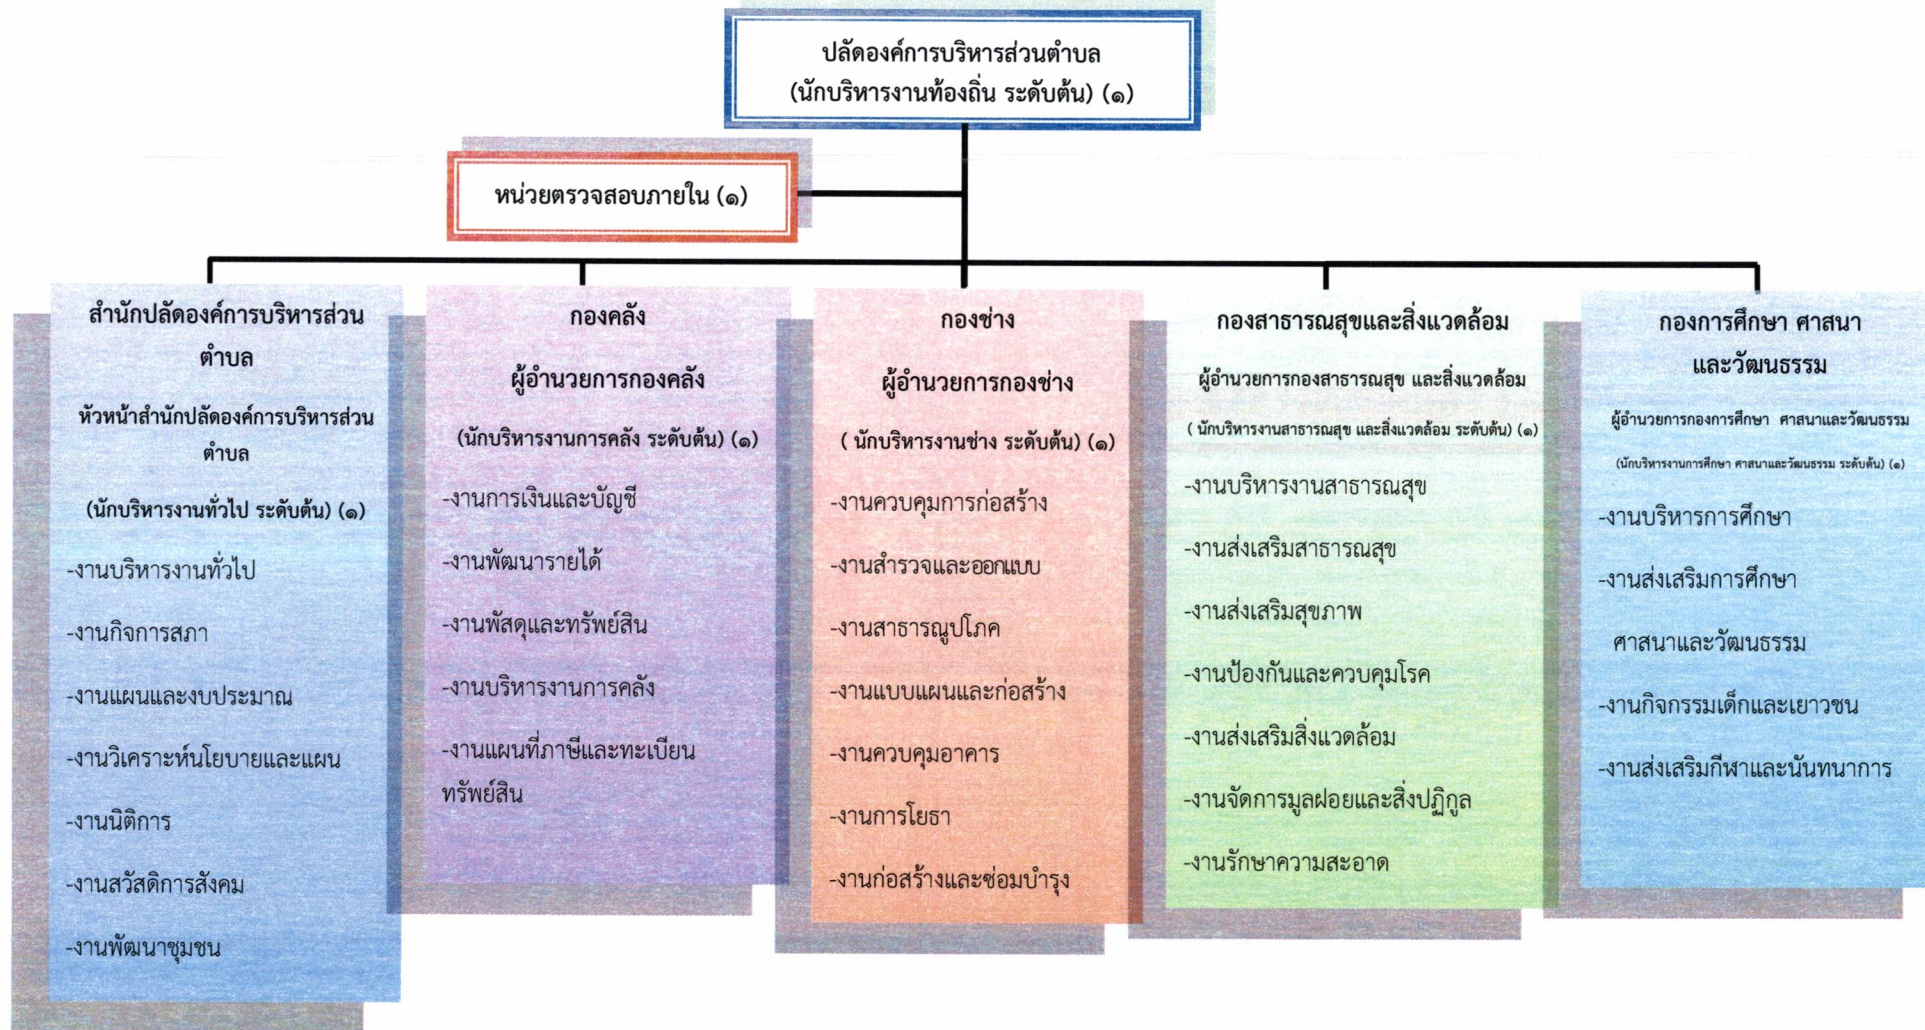 ปลัดองค์การบริหารส่วนตำบล
(นักบริหารงานท้องถิ่น ระดับต้น) (๑)
หน่วยตรวจสอบภายใน (๑)
สำนักปลัดองค์การบริหารส่วน
ตำบล
หัวหน้าสำนักปลัดองค์การบริหารส่วน
ตำบล
(นักบริหารงานทั่วไป ระดับต้น) (๑)
-งานบริหารงานทั่วไป
-งานกิจการสภา
-งานแผนและงบประมาณ
-งานวิเคราะห์นโยบายและแผน
-งานนิติการ
-งานสวัสดิการสังคม
-งานพัฒนาชุมชน
กองคลัง
ผู้อำนวยการกองคลัง
(นักบริหารงานการคลัง ระดับต้น) (๑)
-งานการเงินและบัญชี
-งานพัฒนารายได้
-งานพัสดุและทรัพย์สิน
-งานบริหารงานการคลัง
-งานแผนที่ภาษีและทะเบียน
ทรัพย์สิน
กองช่าง
ผู้อำนวยการกองช่าง
( นักบริหารงานช่าง ระดับต้น) (๑)
-งานควบคุมการก่อสร้าง
-งานสำรวจและออกแบบ
-งานสาธารณูปโภค
-งานแบบแผนและก่อสร้าง
-งานควบคุมอาคาร
-งานการโยธา
-งานก่อสร้างและซ่อมบำรุง
กองสาธารณสุขและสิ่งแวดล้อม
ผู้อำนวยการกองสาธารณสุข และสิ่งแวดล้อม
( นักบริหารงานสาธารณสุข และสิ่งแวดล้อม ระดับต้น) (๑)
-งานบริหารงานสาธารณสุข
-งานส่งเสริมสาธารณสุข
-งานส่งเสริมสุขภาพ
-งานป้องกันและควบคุมโรค
-งานส่งเสริมสิ่งแวดล้อม
-งานจัดการมูลฝอยและสิ่งปฏิกูล
-งานรักษาความสะอาด
กองการศึกษา ศาสนา
และวัฒนธรรม
ผู้อำนวยการกองการศึกษา ศาสนาและวัฒนธรรม
(นักบริหารงานการศึกษา ศาสนาและวัฒนธรรม ระดับต้น) (๑)
-งานบริหารการศึกษา
-งานส่งเสริมการศึกษา
ศาสนาและวัฒนธรรม
-งานกิจกรรมเด็กและเยาวชน
-งานส่งเสริมกีฬาและนันทนาการ